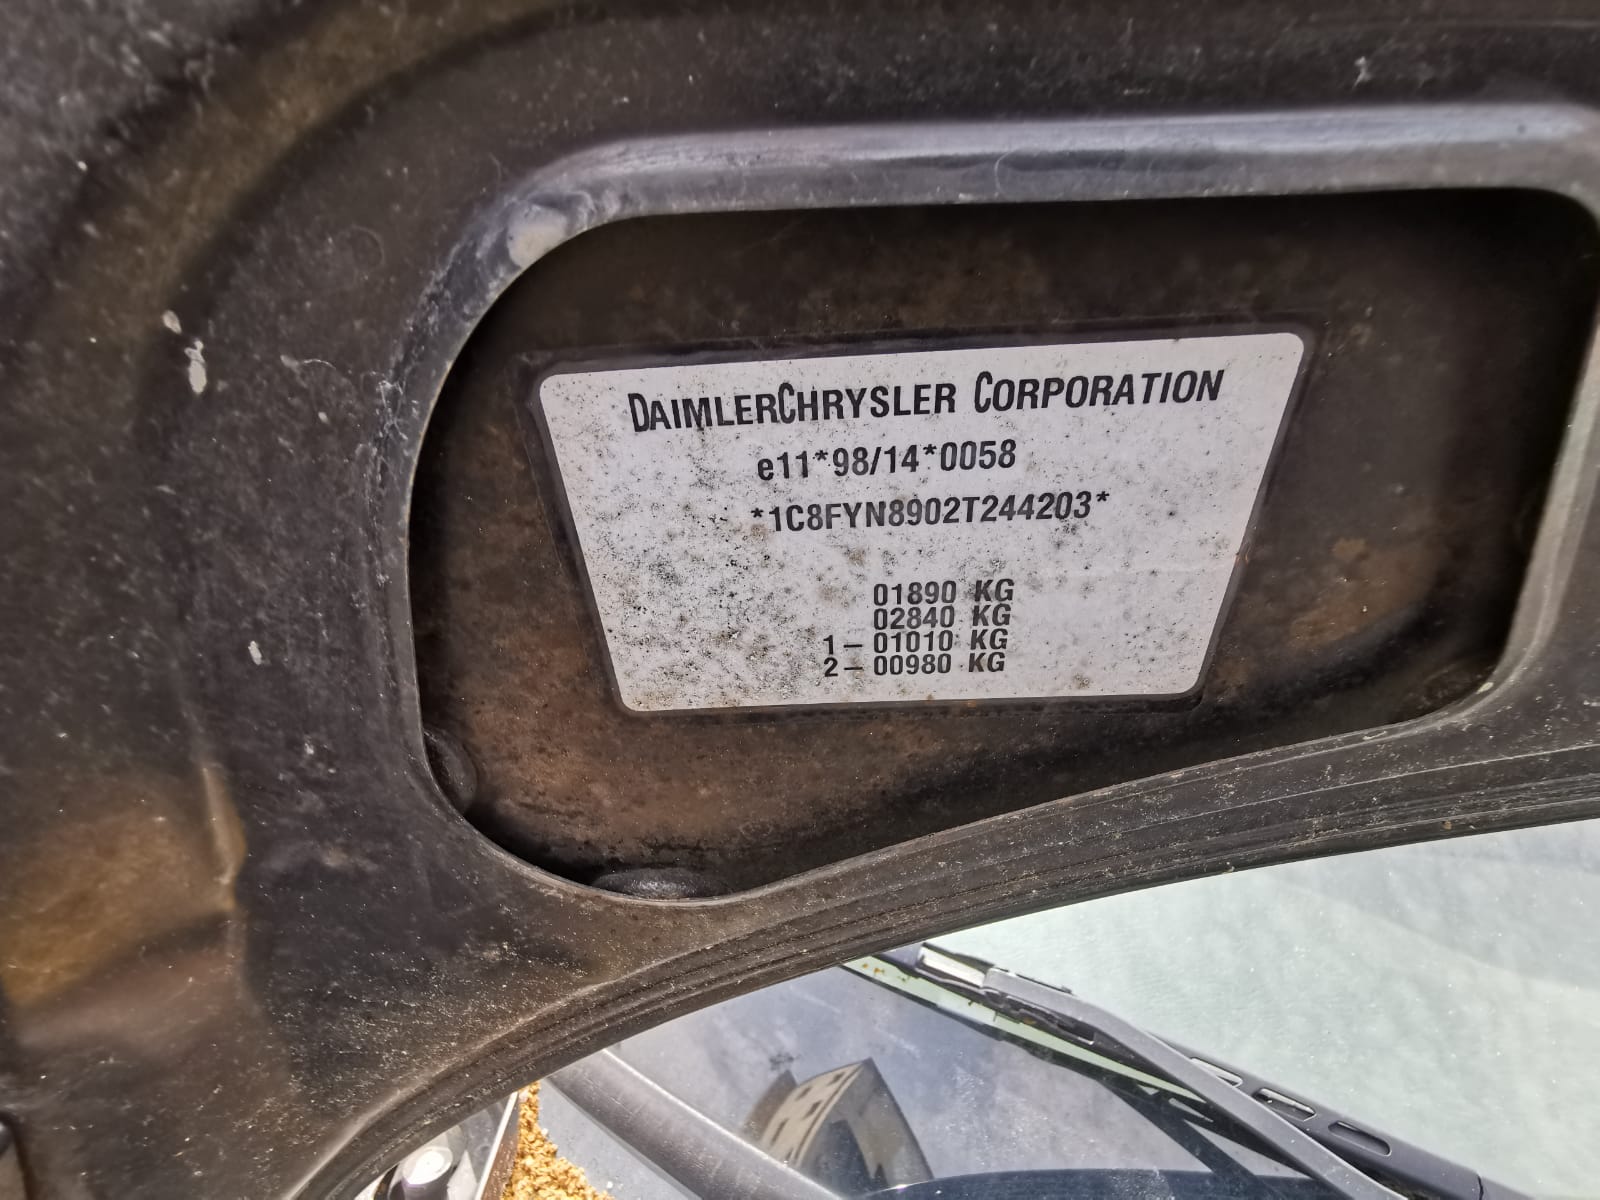 DAIMLERCHRYSLER CORPORATION
e11*98/14*0058
*1C8FYN8902T244203*
01890 KG
02840 KG
1– 01010 KG
2– 00980 KG